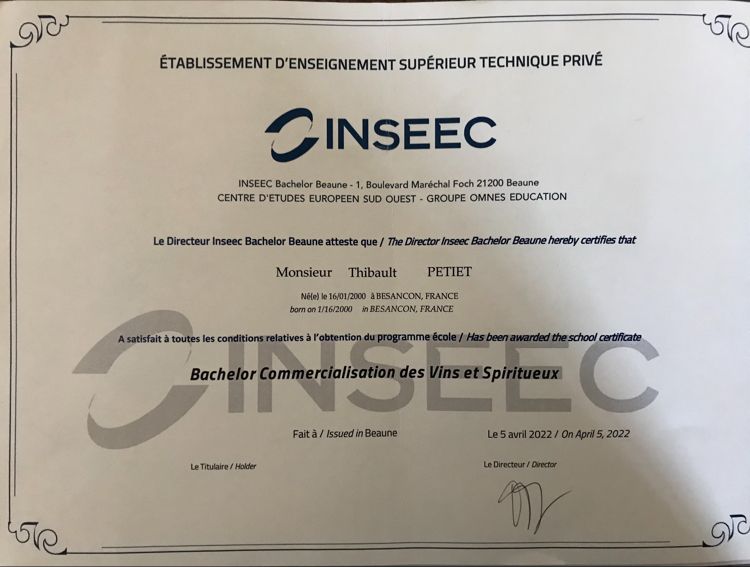 ÉTABLISSEMENT D'ENSEIGNEMENT SUPÉRIEUR TECHNIQUE PRIVÉ
INSEEC
INSEEC Bachelor Beaune - 1, Boulevard Maréchal Foch 21200 Beaune
CENTRE D'ETUDES EUROPEEN SUD OUEST - GROUPE OMNES EDUCATION
Le Directeur Inseec Bachelor Beaune atteste que / The Director Inseec Bachelor Beaune hereby certifies that
Monsieur Thibault PETIET
Né(e) le 16/01/2000 à BESANCON, FRANCE
born on 1/16/2000 in BESANCON, FRANCE
A satisfait à toutes les conditions relatives à l'obtention du programme école / Has been awarded the school certificate
INSEEC
Bachelor Commercialisation des Vins et Spiritueux
Fait à / Issued in Beaune Le 5 avril 2022 / On April 5, 2022
Le Titulaire / Holder Le Directeur / Director